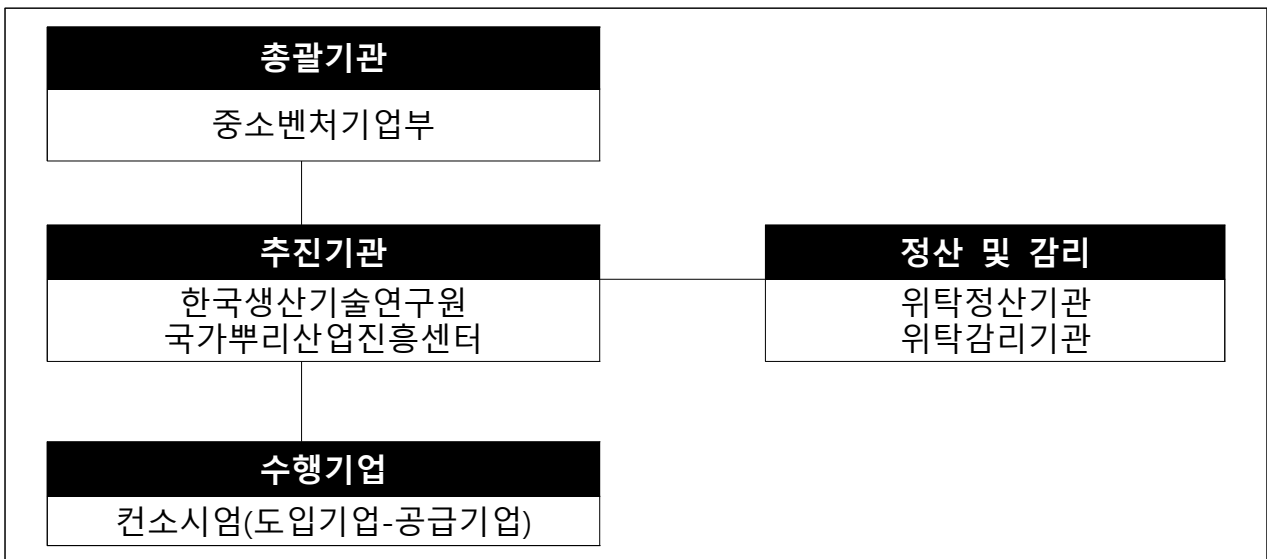 총괄기관
중소벤처기업부
추진기관
한국생산기술연구원
국가뿌리산업진흥센터
정산 및 감리
위탁정산기관
위탁감리기관
수행기업
컨소시엄(도입기업-공급기업)